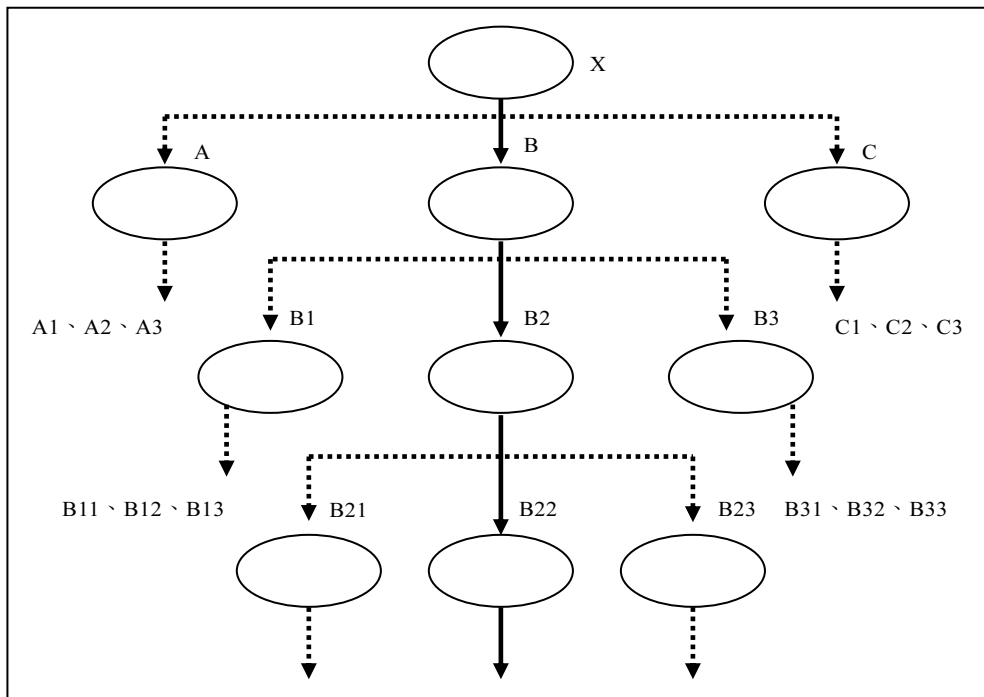 X
A
B
C
A1、A2、A3
B1
B2
B3
C1、C2、C3
B11、B12、B13
B21
B22
B23
B31、B32、B33